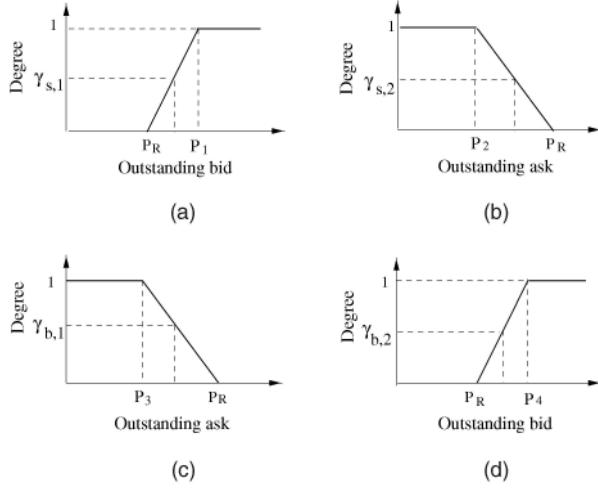 1
Degree
γs,1
PR P1
Outstanding bid
(a)
1
Degree
γs,2
P2 PR
Outstanding ask
(b)
1
Degree
γb,1
P3 PR
Outstanding ask
(c)
1
Degree
γb,2
PR P4
Outstanding bid
(d)